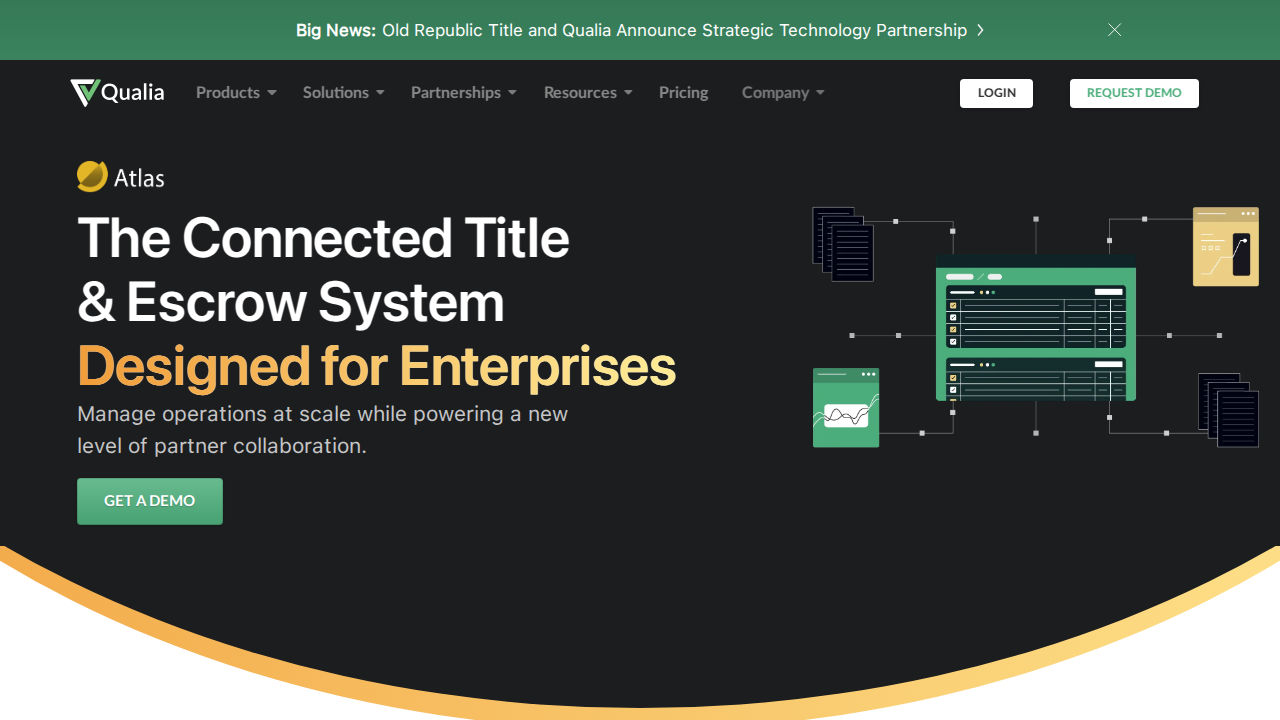 Big News: Old Republic Title and Qualia Announce Strategic Technology Partnership
Qualia Products Solutions Partnerships Resources Pricing Company LOGIN REQUEST DEMO
Atlas
The Connected Title
& Escrow System
Designed for Enterprises
Manage operations at scale while powering a new
level of partner collaboration.
GET A DEMO